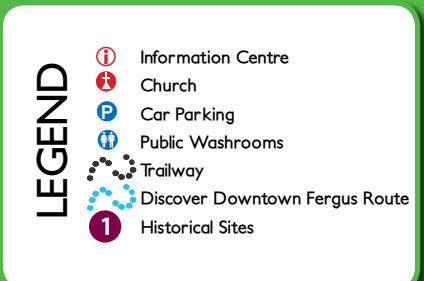 LEGEND
i Information Centre
Church
P Car Parking
Public Washrooms
Trailway
Discover Downtown Fergus Route
1 Historical Sites